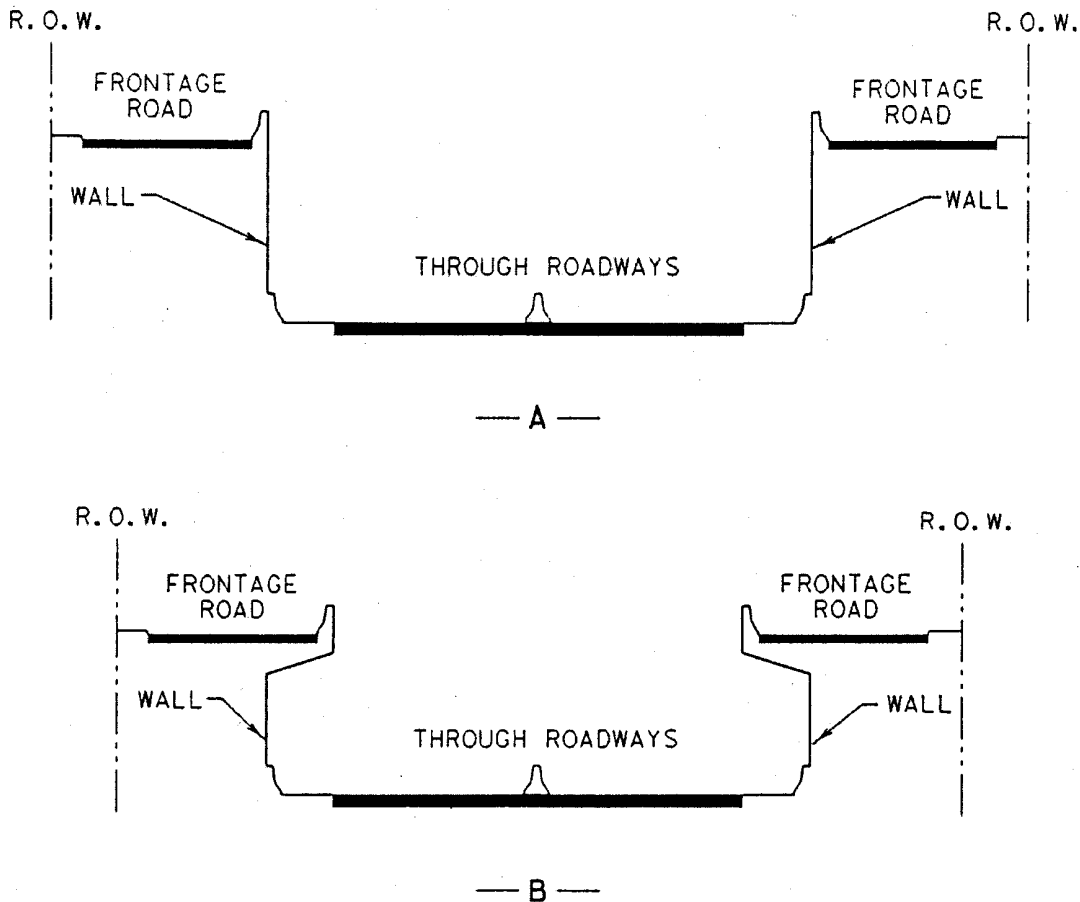 R. O. W.
R. O. W.
FRONTAGE
ROAD
FRONTAGE
ROAD
WALL
WALL
THROUGH ROADWAYS
A
R. O. W.
R. O. W.
FRONTAGE
ROAD
FRONTAGE
ROAD
WALL
WALL
THROUGH ROADWAYS
B